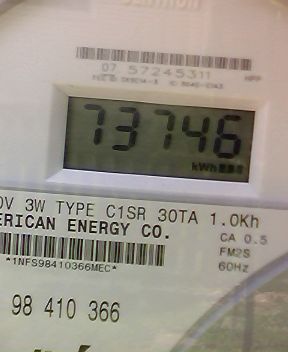 07 57245311
73746
kWh
0V 3W TYPE C1SR 30TA 1.0Kh
ERICAN ENERGY CO.
CA 0.5
FM2S
*1NFS98410366MEC*
60Hz
98 410 366